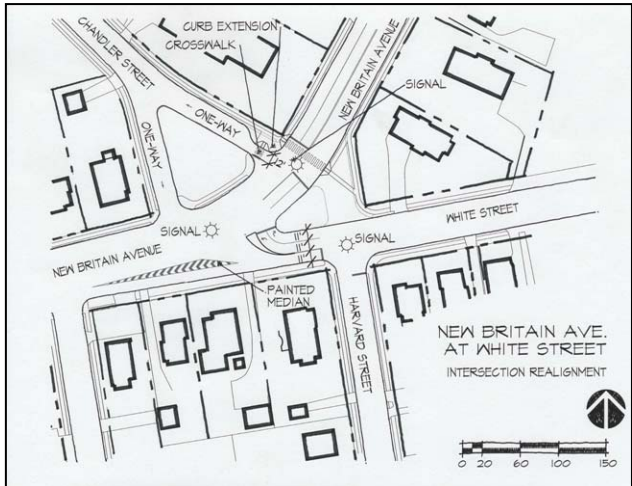 CURB EXTENSION
CROSSWALK
CHANDLER STREET
NEW BRITAIN AVENUE
SIGNAL
ONE-WAY
ONE-WAY
12'
WHITE STREET
SIGNAL
SIGNAL
NEW BRITAIN AVENUE
PAINTED
MEDIAN
HARVARD STREET
NEW BRITAIN AVE.
AT WHITE STREET
INTERSECTION REALIGNMENT
0 20 60 100 150